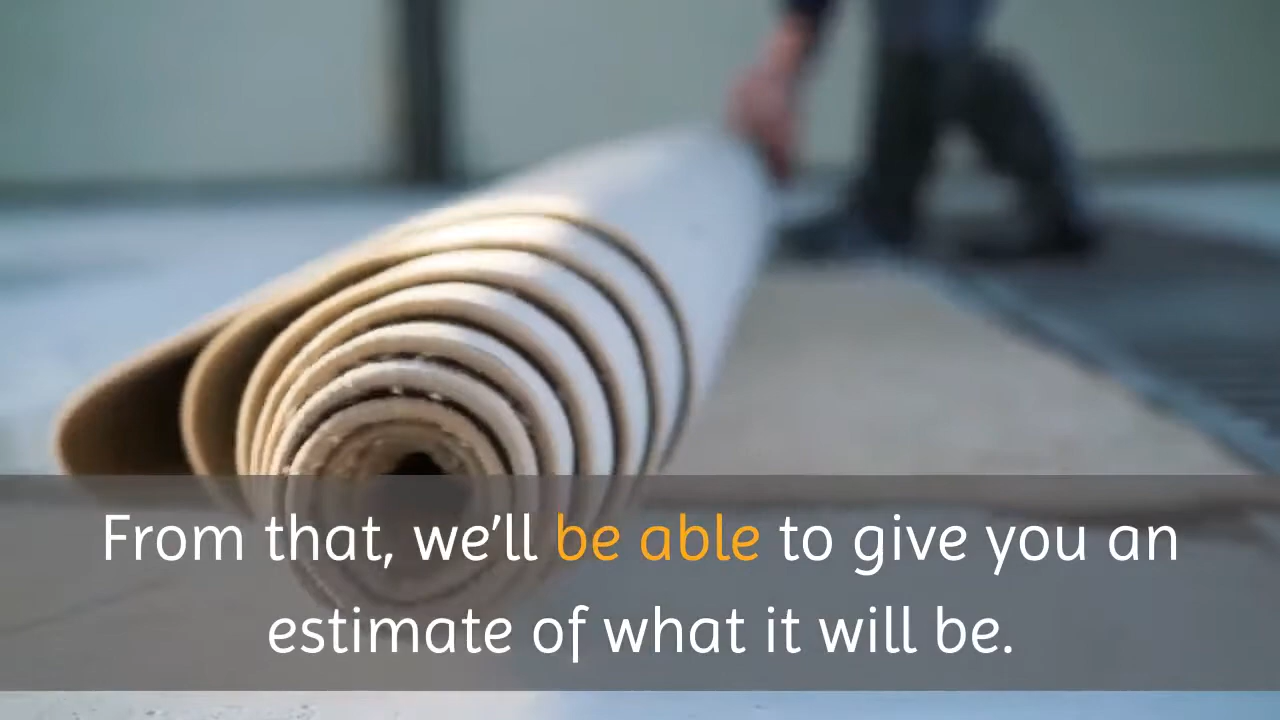 From that, we'll be able to give you an
estimate of what it will be.